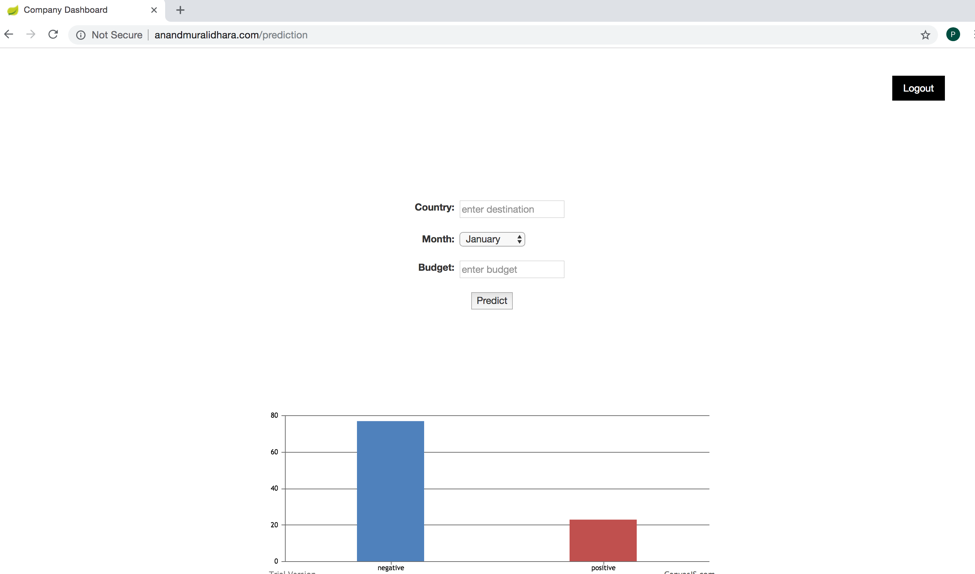 Company Dashboard
Not Secure
anandmuralidhara.com/prediction
P
Logout
Country:
enter destination
Month:
January
Budget:
enter budget
Predict
80
60
40
20
0
negative
positive
Trial Version
CanvasJS.com